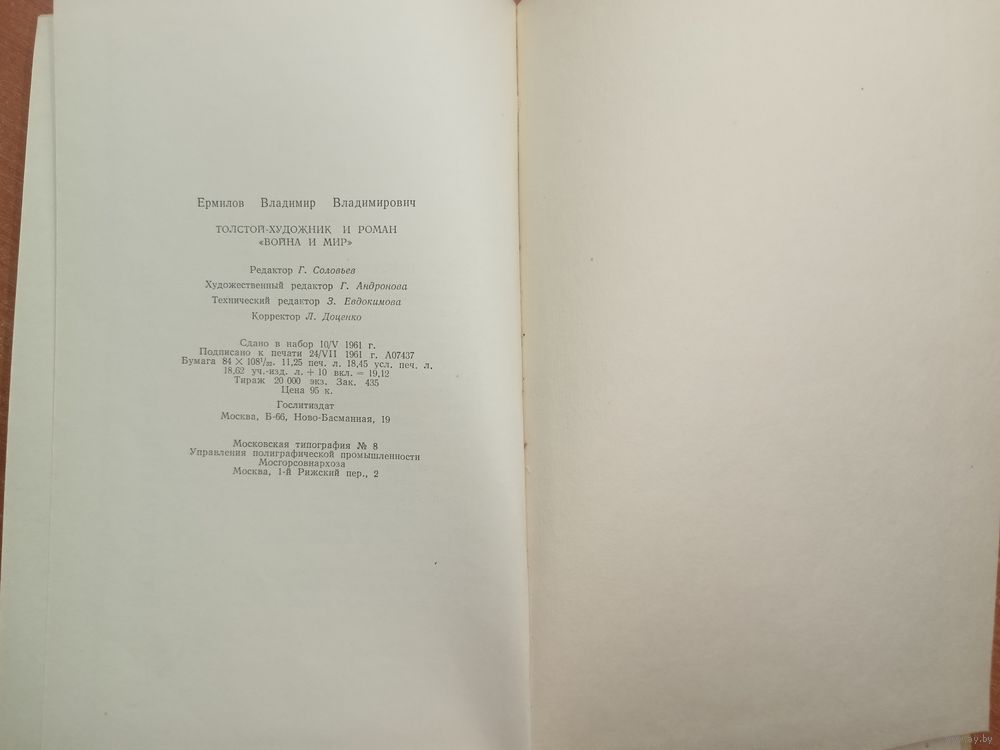 Ермилов Владимир Владимирович
ТОЛСТОЙ-ХУДОЖНИК И РОМАН
«ВОЙНА И МИР»
Редактор Г. Соловьев
Художественный редактор Г. Андронова
Технический редактор З. Евдокимова
Корректор Л. Доценко
Сдано в набор 10/V 1961 г.
Подписано к печати 24/VII 1961 г. А07437
Бумага 84 × 108¹/₃₂. 11,25 печ. л. 18,45 усл. печ. л.
18,62 уч.-изд. л. + 10 вкл. = 19,12
Тираж 20 000 экз. Зак. 435
Цена 95 к.
Гослитиздат
Москва, Б-66, Ново-Басманная, 19
Московская типография № 8
Управления полиграфической промышленности
Мосгорсовнархоза
Москва, 1-й Рижский пер., 2
www.ay.by